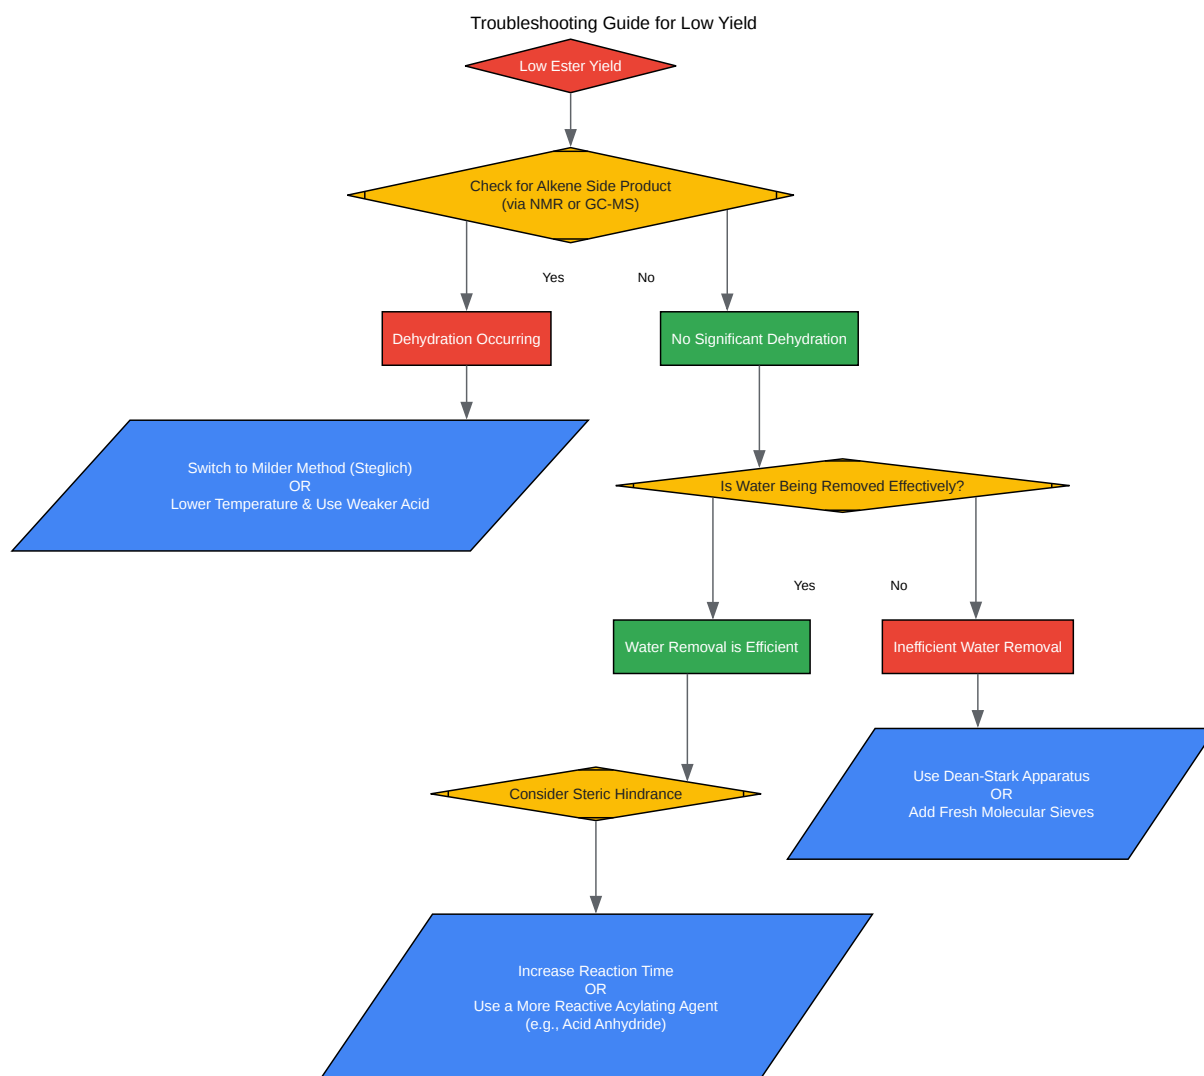 Troubleshooting Guide for Low Yield
Low Ester Yield
Check for Alkene Side Product
(via NMR or GC-MS)
Yes
No
Dehydration Occurring
No Significant Dehydration
Switch to Milder Method (Steglich)
OR
Lower Temperature & Use Weaker Acid
Is Water Being Removed Effectively?
Yes
No
Water Removal is Efficient
Inefficient Water Removal
Consider Steric Hindrance
Use Dean-Stark Apparatus
OR
Add Fresh Molecular Sieves
Increase Reaction Time
OR
Use a More Reactive Acylating Agent
(e.g., Acid Anhydride)